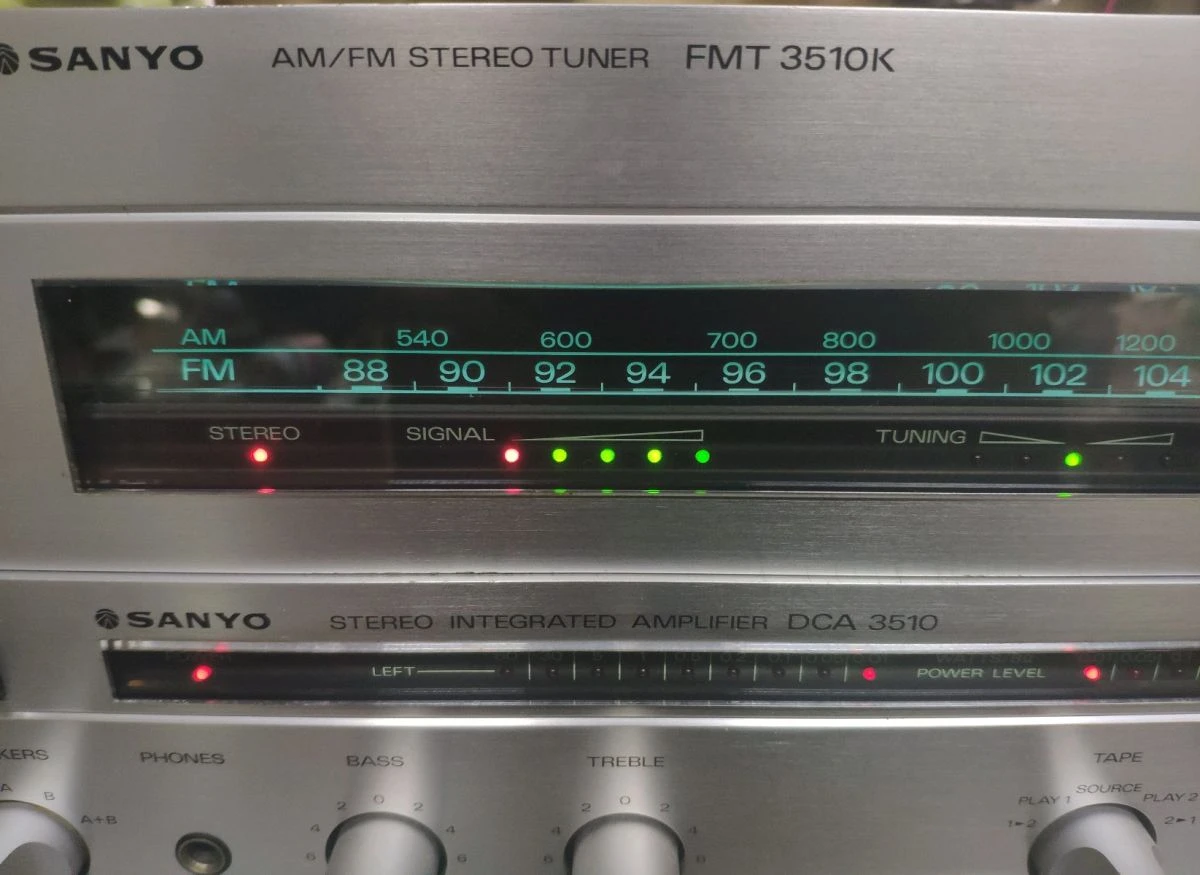 SANYO AM/FM STEREO TUNER FMT 3510K
AM 540 600 700 800 1000 1200
FM 88 90 92 94 96 98 100 102 104
STEREO SIGNAL TUNING
SANYO STEREO INTEGRATED AMPLIFIER DCA 3510
LEFT POWER LEVEL
KERS PHONES BASS TREBLE TAPE
A B A+B
2 0 2
4 4
6 6
2 0 2
4 4
6 8
SOURCE
PLAY 1 PLAY 2
1►2 2►1